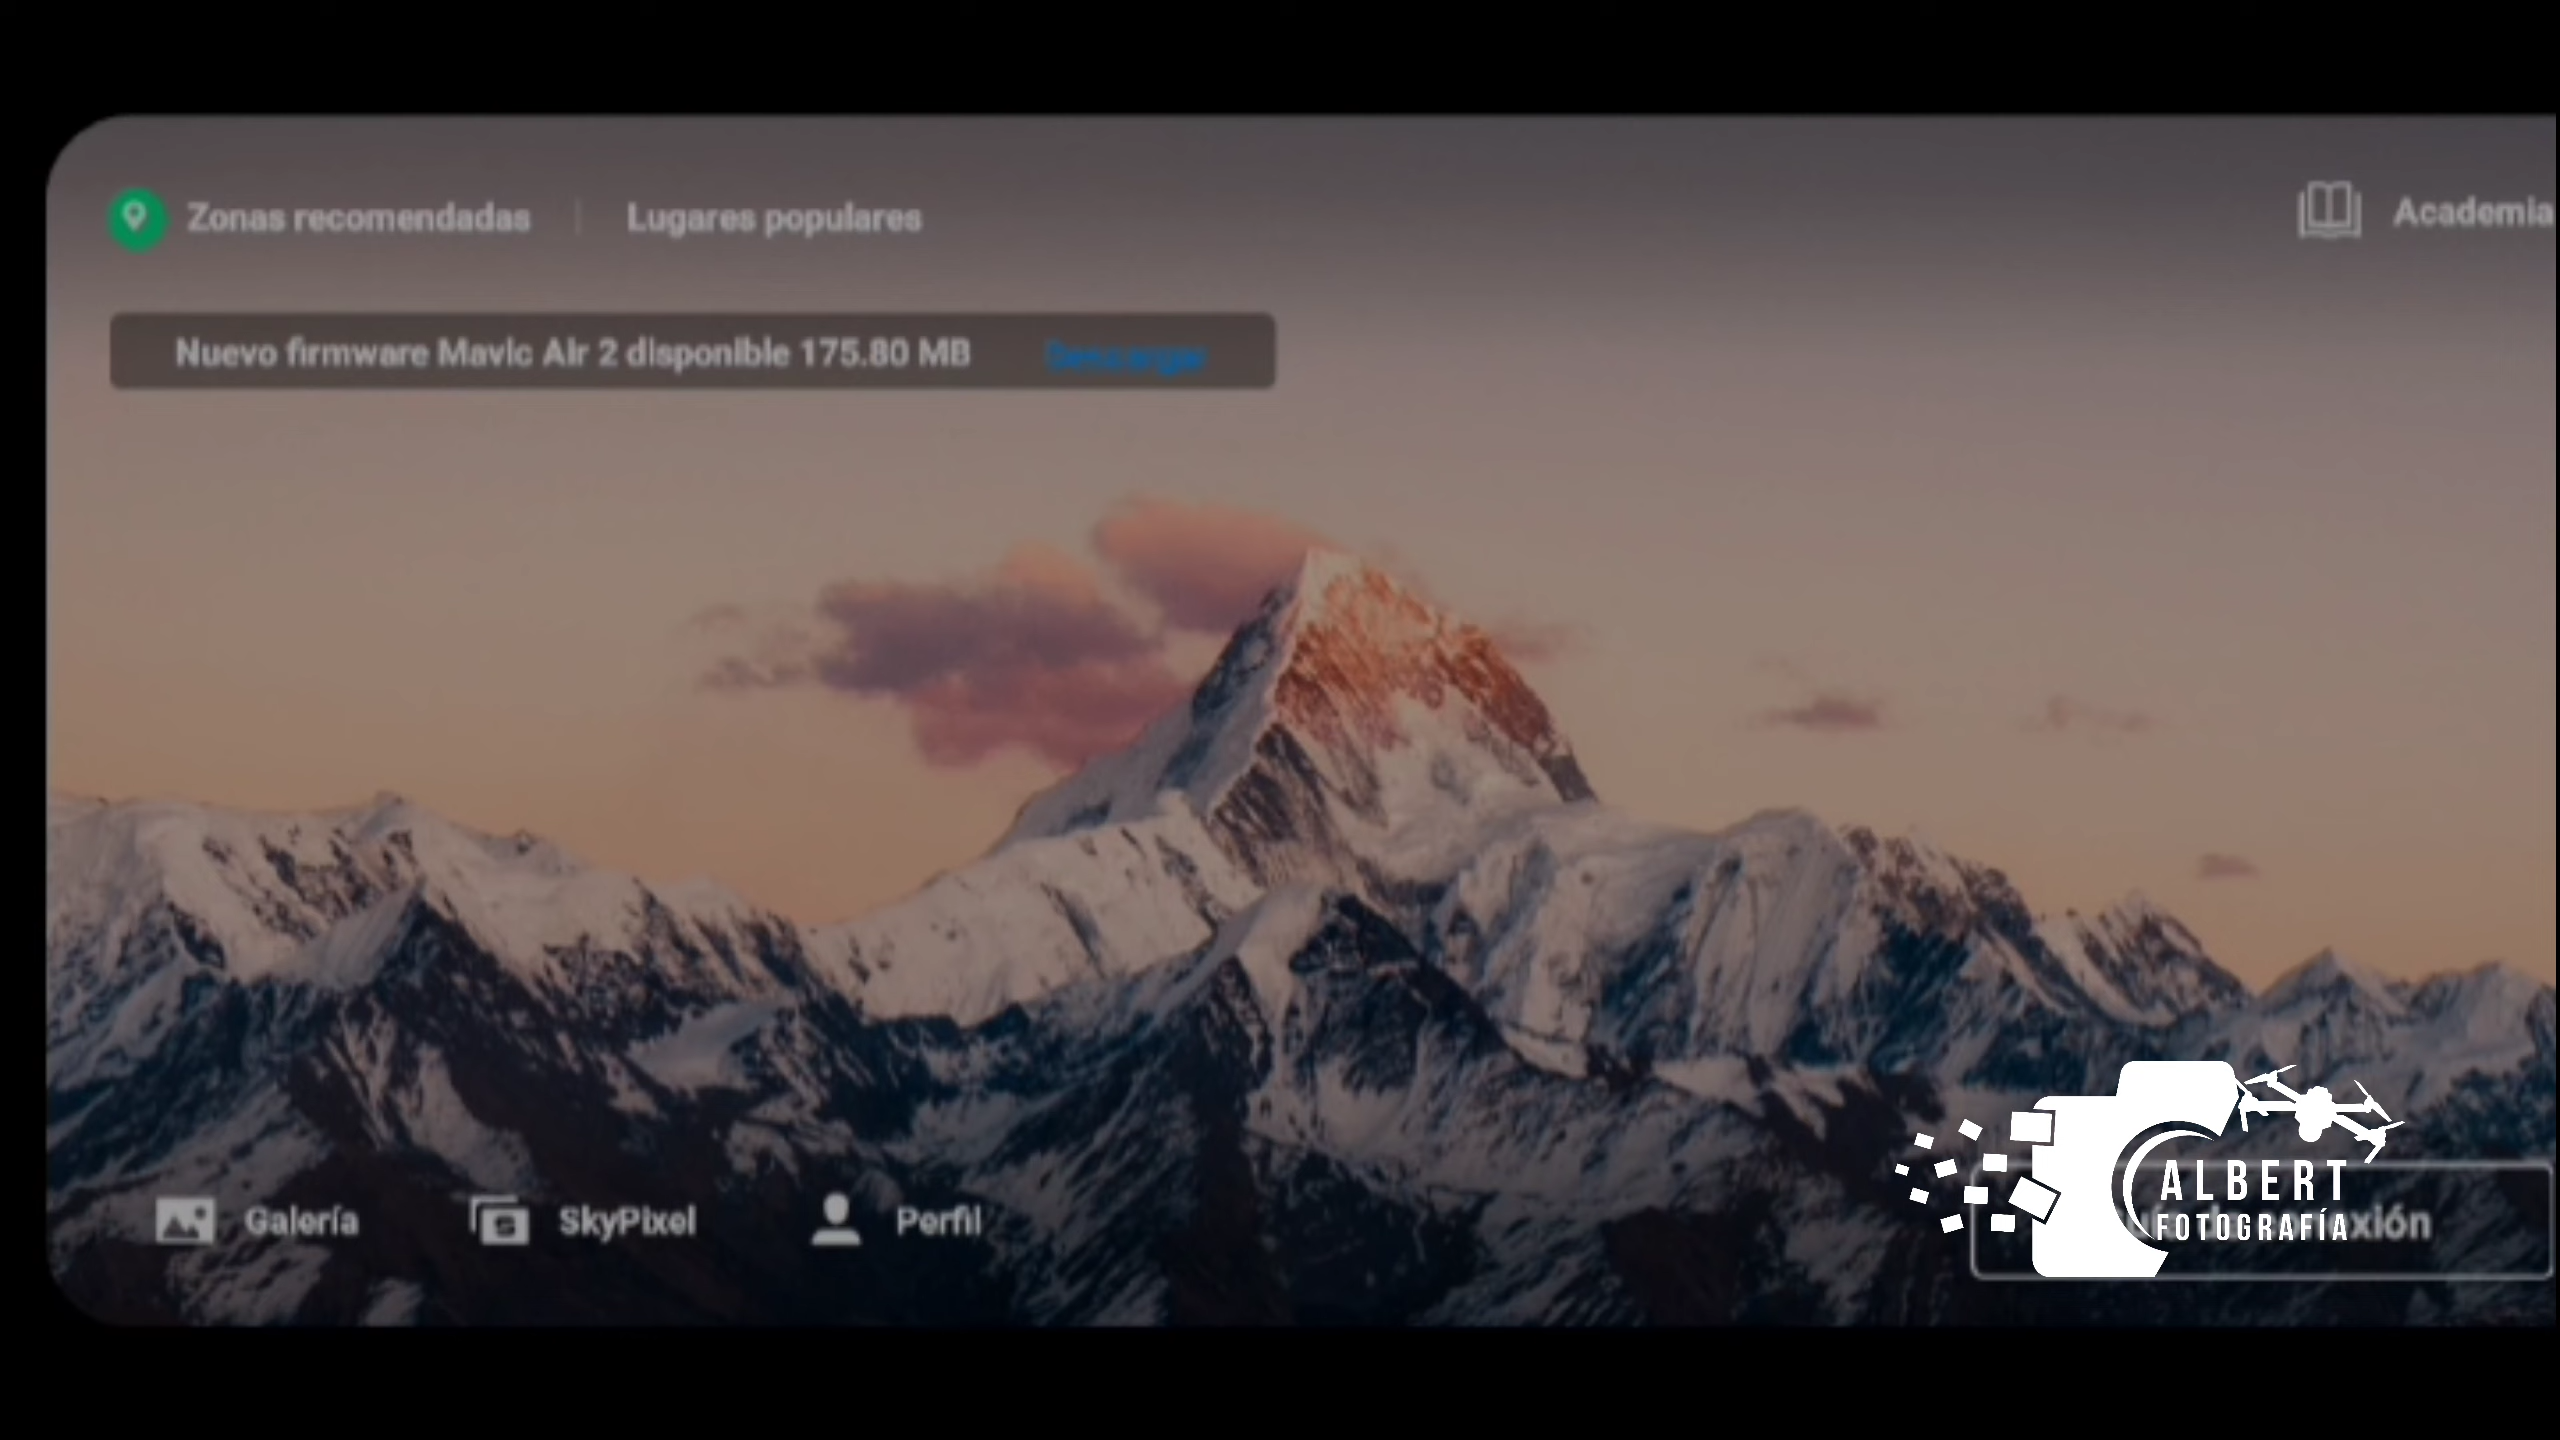 Zonas recomendadas | Lugares populares
Academia
Nuevo firmware Mavic Air 2 disponible 175.80 MB Descargar
Galería SkyPixel Perfil
ALBERT
FOTOGRAFÍA